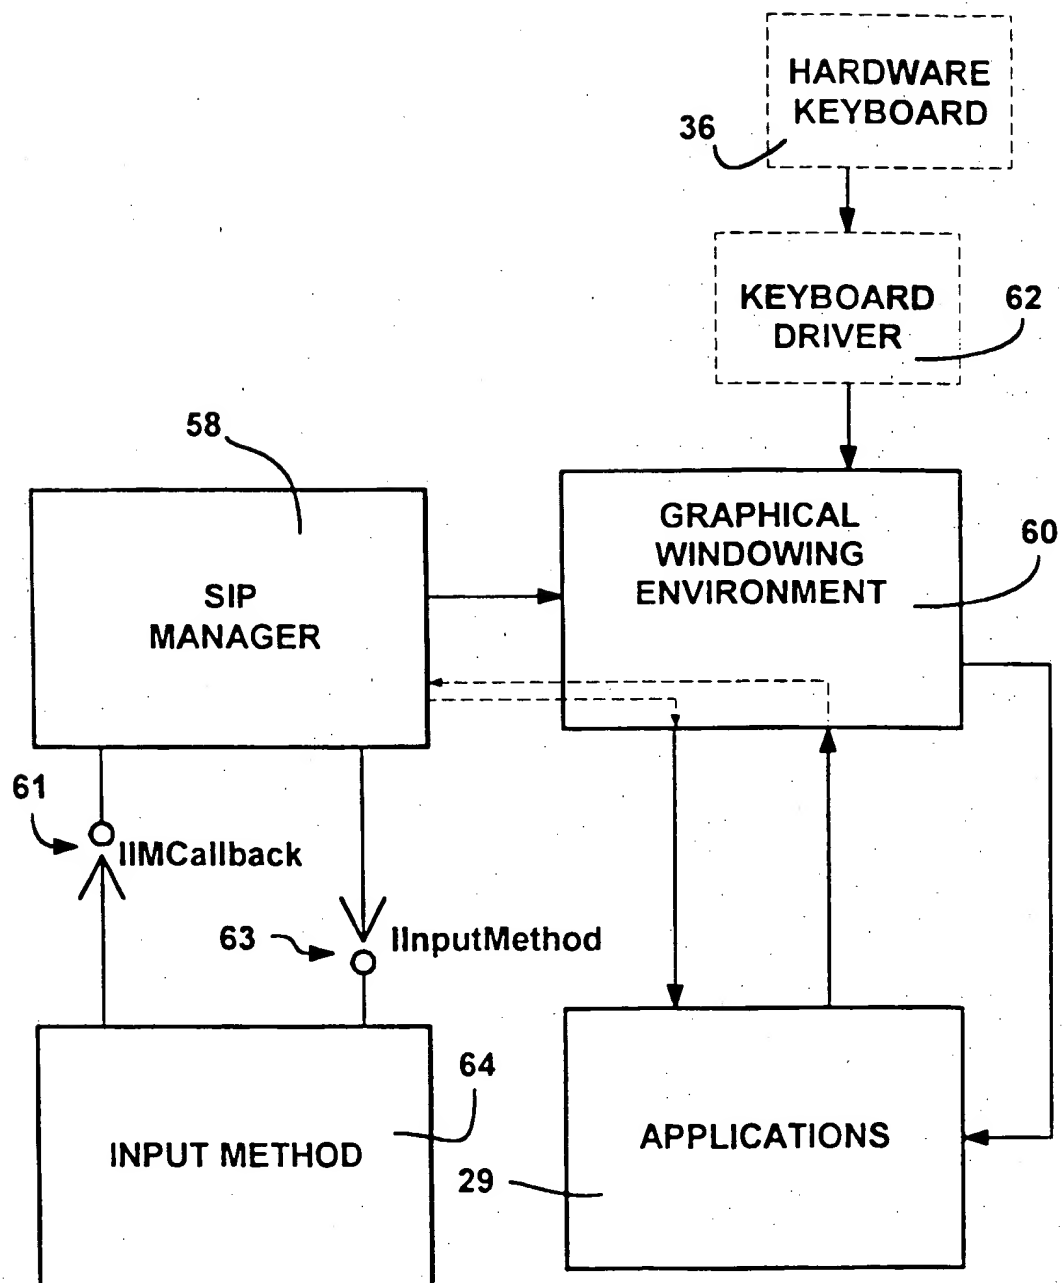 HARDWARE
KEYBOARD
36
KEYBOARD
DRIVER
62
58
GRAPHICAL
WINDOWING
ENVIRONMENT
60
SIP
MANAGER
61
IIMCallback
63
IInputMethod
64
INPUT METHOD
APPLICATIONS
29